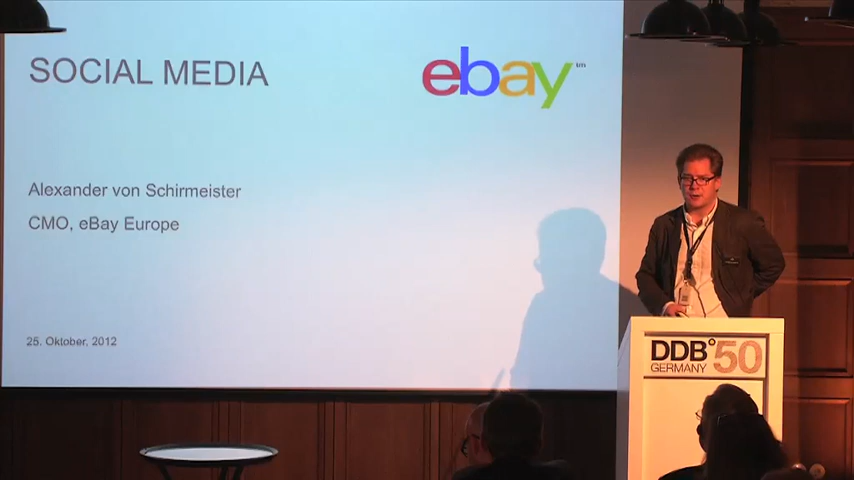 SOCIAL MEDIA
ebay
Alexander von Schirmeister
CMO, eBay Europe
25. Oktober, 2012
DDB°50
GERMANY